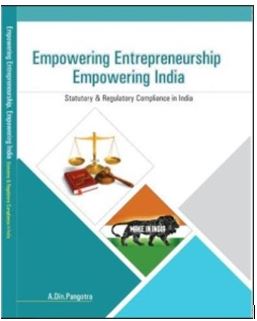 Empowering Entrepreneurship, Empowering India
Statutory & Regulatory Compliance in India
Empowering Entrepreneurship
Empowering India
Statutory & Regulatory Compliance in India
MAKE IN INDIA
A.Din.Pangotra